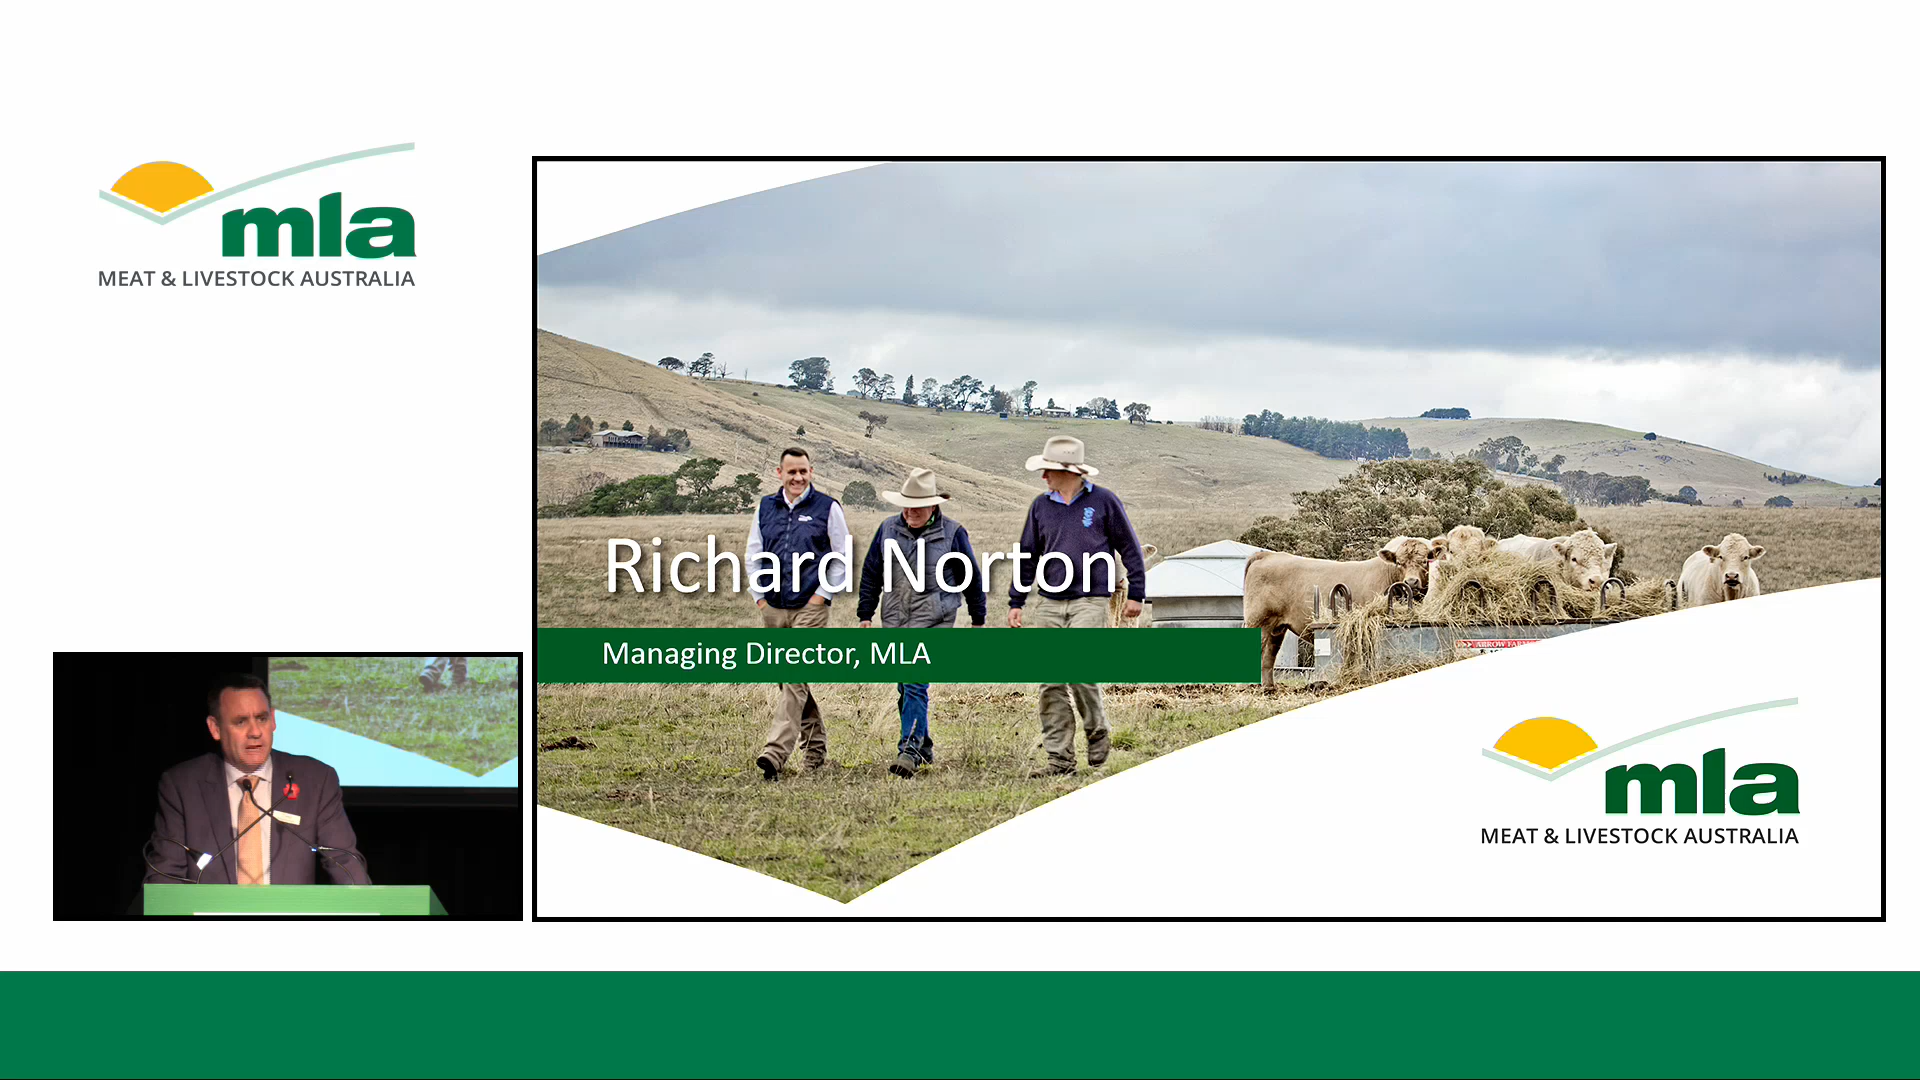 mla
MEAT & LIVESTOCK AUSTRALIA
Richard Norton
Managing Director, MLA
mla
MEAT & LIVESTOCK AUSTRALIA